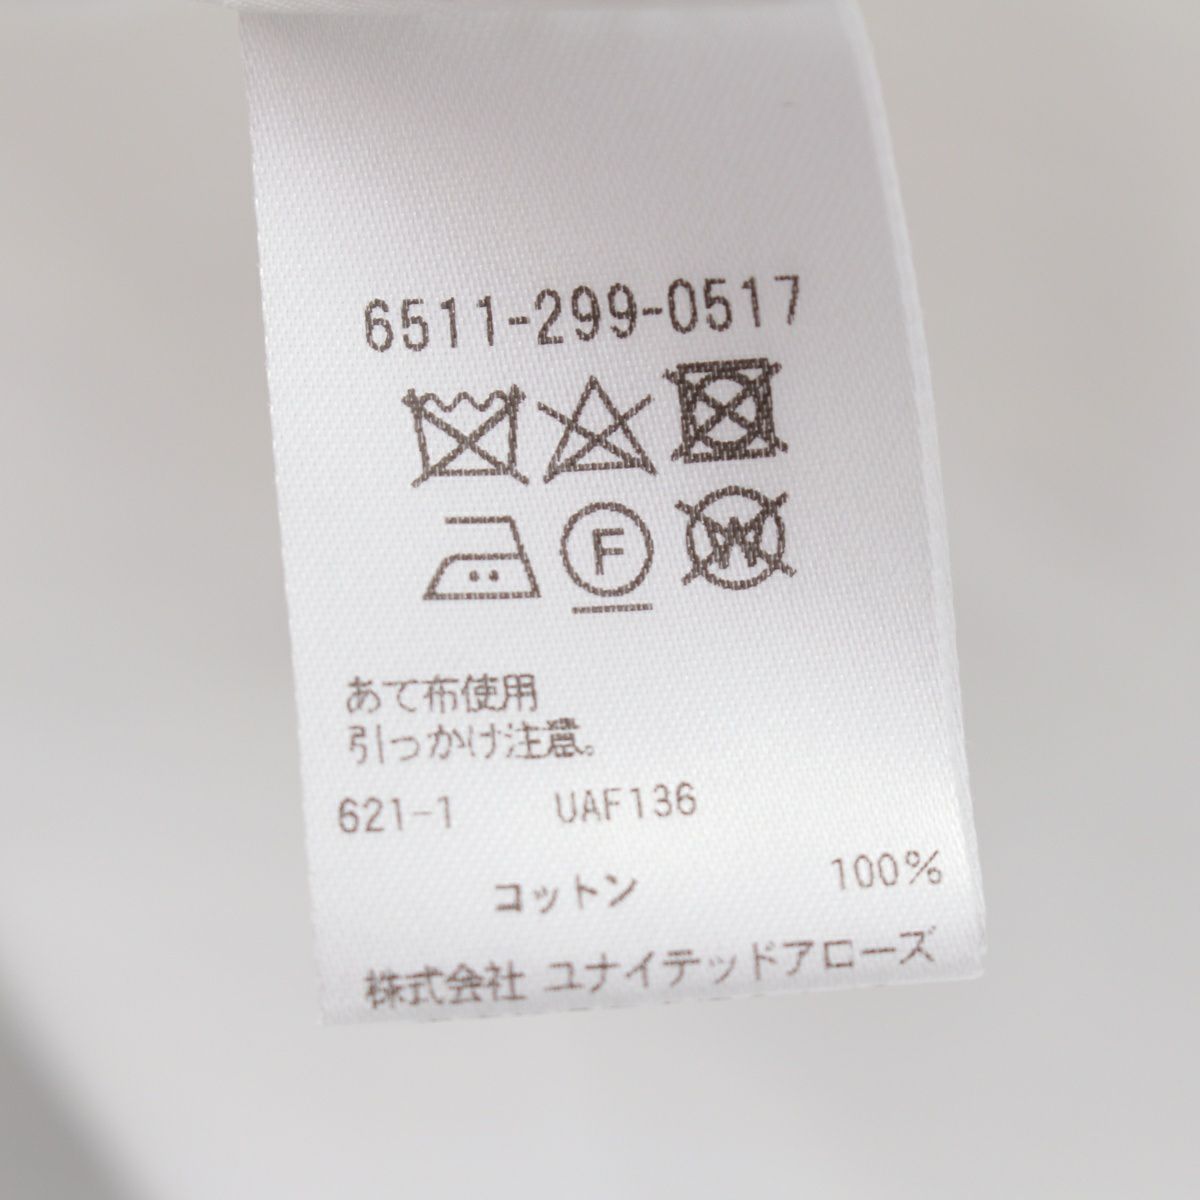 6511-299-0517
F W
あて布使用
引っかけ注意。
621-1 UAF136
コットン 100%
株式会社 ユナイテッドアローズ